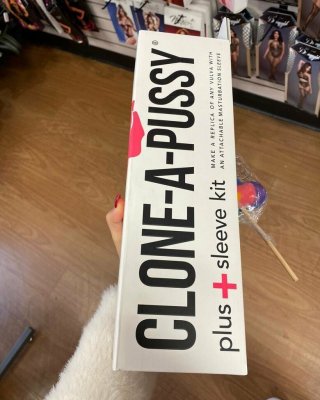 CLONE-A-PUSSY®
MAKE A REPLICA OF ANY VULVA WITH
AN ATTACHABLE MASTURBATION SLEEVE
plus + sleeve kit